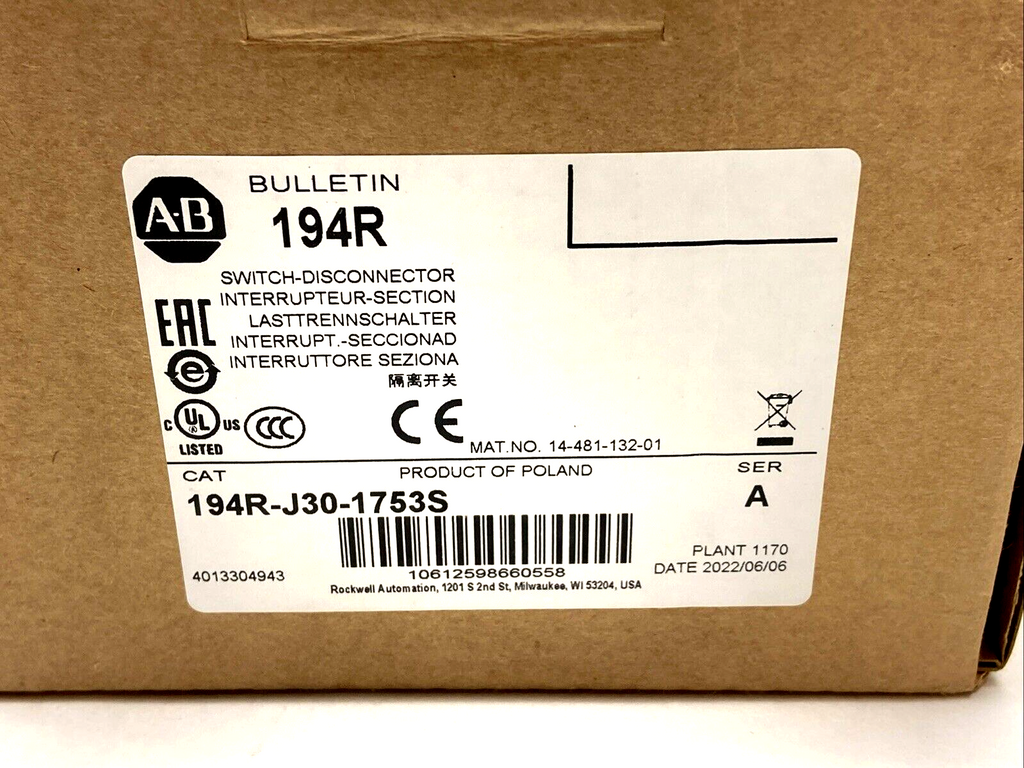 A-B
BULLETIN
194R
SWITCH-DISCONNECTOR
INTERRUPTEUR-SECTION
LASTTRENNSCHALTER
INTERRUPT.-SECCIONAD
INTERRUTTORE SEZIONA
隔离开关
EAC
e
C UL US
®
LISTED
CCC
CE
MAT.NO. 14-481-132-01
CAT
PRODUCT OF POLAND
SER
194R-J30-1753S
A
4013304943
10612598660558
PLANT 1170
DATE 2022/06/06
Rockwell Automation, 1201 S 2nd St, Milwaukee, WI 53204, USA